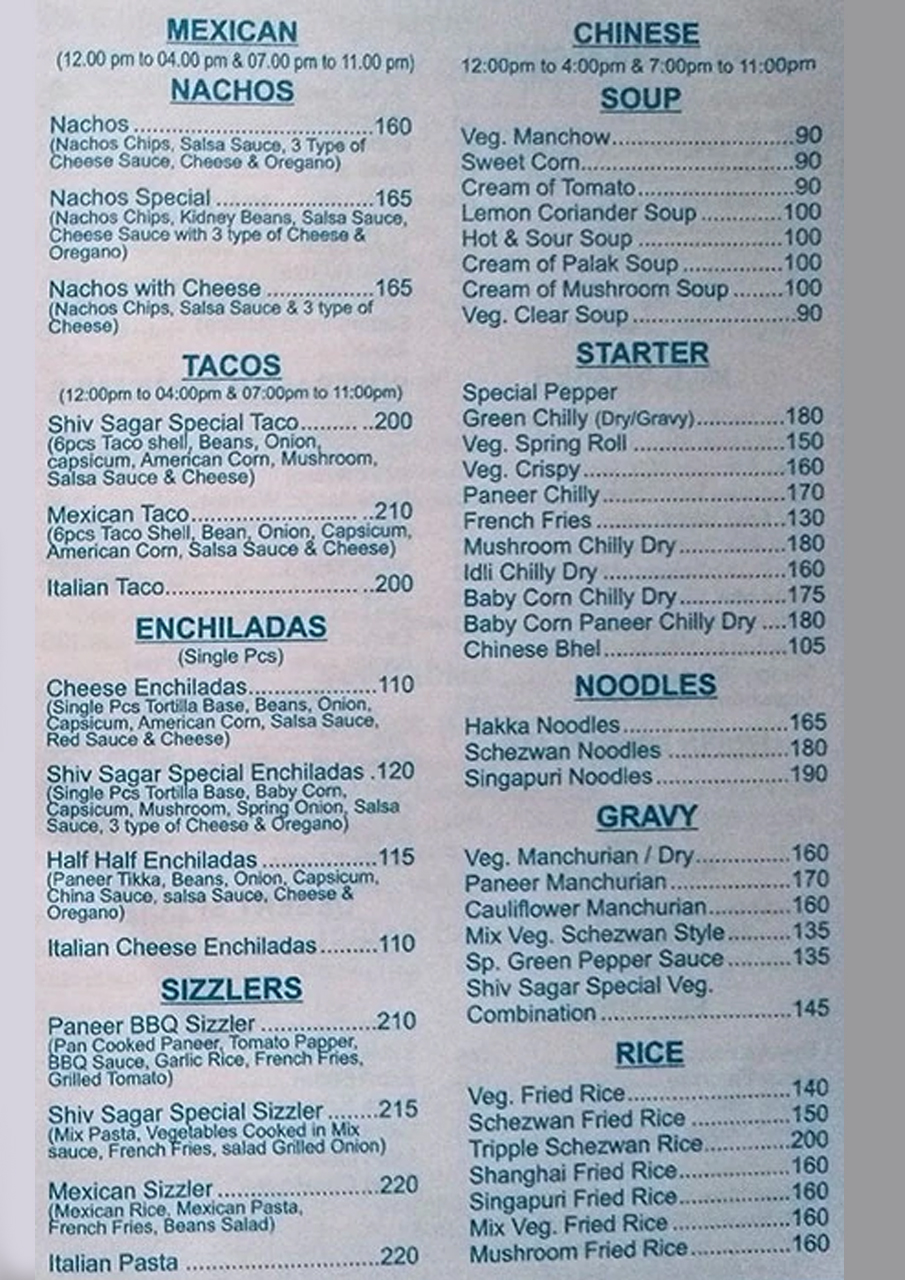 MEXICAN
(12.00 pm to 04.00 pm & 07.00 pm to 11.00 pm)
NACHOS
Nachos ................................160
(Nachos Chips, Salsa Sauce, 3 Type of
Cheese Sauce, Cheese & Oregano)
Nachos Special .....................165
(Nachos Chips, Kidney Beans, Salsa Sauce,
Cheese Sauce with 3 type of Cheese &
Oregano)
Nachos with Cheese ..............165
(Nachos Chips, Salsa Sauce & 3 type of
Cheese)
TACOS
(12:00pm to 04:00pm & 07:00pm to 11:00pm)
Shiv Sagar Special Taco......... ..200
(6pcs Taco shell, Beans, Onion,
capsicum, American Corn, Mushroom,
Salsa Sauce & Cheese)
Mexican Taco........................ ..210
(6pcs Taco Shell, Bean, Onion, Capsicum,
American Corn, Salsa Sauce & Cheese)
Italian Taco............................ ..200
ENCHILADAS
(Single Pcs)
Cheese Enchiladas.................110
(Single Pcs Tortilla Base, Beans, Onion,
Capsicum, American Corn, Salsa Sauce,
Red Sauce & Cheese)
Shiv Sagar Special Enchiladas .120
(Single Pcs Tortilla Base, Baby Corn,
Capsicum, Mushroom, Spring Onion, Salsa
Sauce, 3 type of Cheese & Oregano)
Half Half Enchiladas ...............115
(Paneer Tikka, Beans, Onion, Capsicum,
China Sauce, salsa Sauce, Cheese &
Oregano)
Italian Cheese Enchiladas.........110
SIZZLERS
Paneer BBQ Sizzler ...............210
(Pan Cooked Paneer, Tomato Papper,
BBQ Sauce, Garlic Rice, French Fries,
Grilled Tomato)
Shiv Sagar Special Sizzler ........215
(Mix Pasta, Vegetables Cooked in Mix
sauce, French Fries, salad Grilled Onion)
Mexican Sizzler .....................220
(Mexican Rice, Mexican Pasta,
French Fries, Beans Salad)
Italian Pasta .........................220
CHINESE
12:00pm to 4:00pm & 7:00pm to 11:00pm
SOUP
Veg. Manchow...........................90
Sweet Corn................................90
Cream of Tomato.......................90
Lemon Coriander Soup ...........100
Hot & Sour Soup ....................100
Cream of Palak Soup ..............100
Cream of Mushroom Soup .......100
Veg. Clear Soup .......................90
STARTER
Special Pepper
Green Chilly (Dry/Gravy).............180
Veg. Spring Roll ......................150
Veg. Crispy.............................160
Paneer Chilly..........................170
French Fries ...........................130
Mushroom Chilly Dry...............180
Idli Chilly Dry ..........................160
Baby Corn Chilly Dry...............175
Baby Corn Paneer Chilly Dry ....180
Chinese Bhel..........................105
NOODLES
Hakka Noodles.......................165
Schezwan Noodles .................180
Singapuri Noodles...................190
GRAVY
Veg. Manchurian / Dry.............160
Paneer Manchurian.................170
Cauliflower Manchurian...........160
Mix Veg. Schezwan Style.........135
Sp. Green Pepper Sauce.........135
Shiv Sagar Special Veg.
Combination ...........................145
RICE
Veg. Fried Rice.......................140
Schezwan Fried Rice ..............150
Tripple Schezwan Rice............200
Shanghai Fried Rice................160
Singapuri Fried Rice................160
Mix Veg. Fried Rice ................160
Mushroom Fried Rice..............160